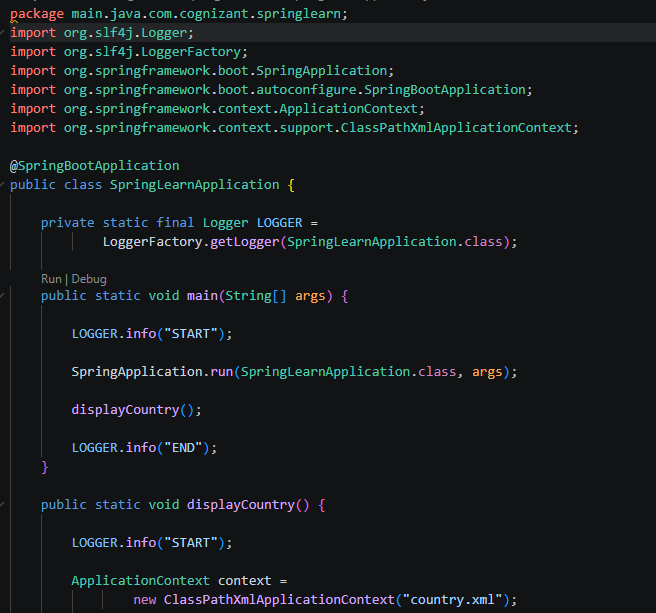 package main.java.com.cognizant.springlearn;
import org.slf4j.Logger;
import org.slf4j.LoggerFactory;
import org.springframework.boot.SpringApplication;
import org.springframework.boot.autoconfigure.SpringBootApplication;
import org.springframework.context.ApplicationContext;
import org.springframework.context.support.ClassPathXmlApplicationContext;
@SpringBootApplication
public class SpringLearnApplication {
private static final Logger LOGGER =
LoggerFactory.getLogger(SpringLearnApplication.class);
Run | Debug
public static void main(String[] args) {
LOGGER.info("START");
SpringApplication.run(SpringLearnApplication.class, args);
displayCountry();
LOGGER.info("END");
}
public static void displayCountry() {
LOGGER.info("START");
ApplicationContext context =
new ClassPathXmlApplicationContext("country.xml");